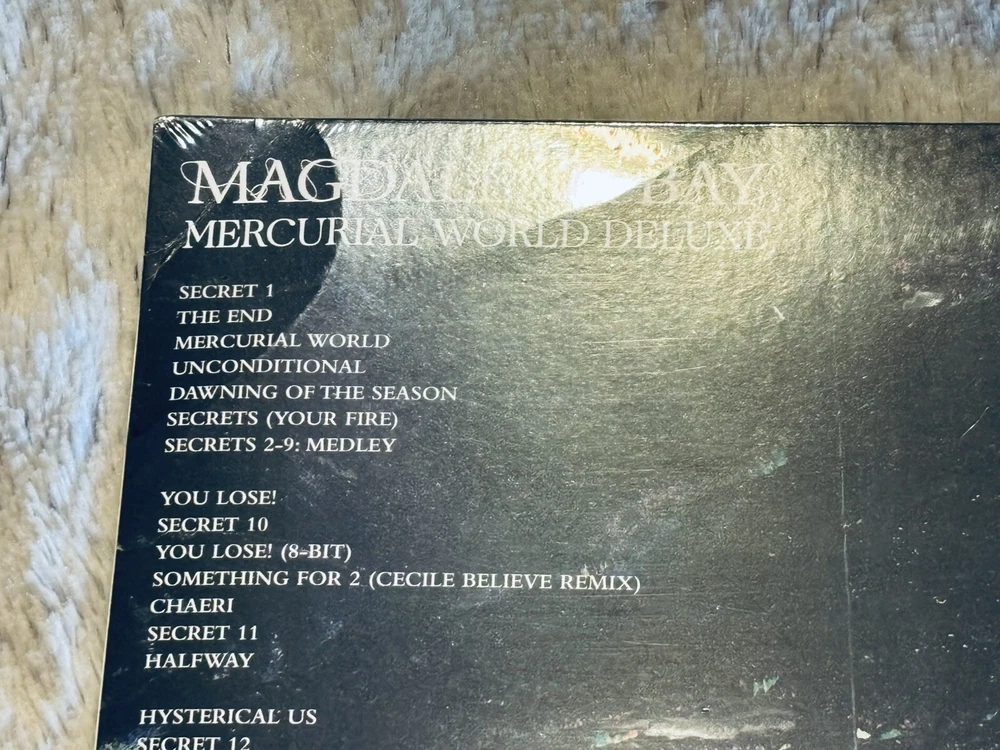 MAGDALENA BAY
MERCURIAL WORLD DELUXE
SECRET 1
THE END
MERCURIAL WORLD
UNCONDITIONAL
DAWNING OF THE SEASON
SECRETS (YOUR FIRE)
SECRETS 2-9: MEDLEY
YOU LOSE!
SECRET 10
YOU LOSE! (8-BIT)
SOMETHING FOR 2 (CECILE BELIEVE REMIX)
CHAERI
SECRET 11
HALFWAY
HYSTERICAL US
SECRET 12